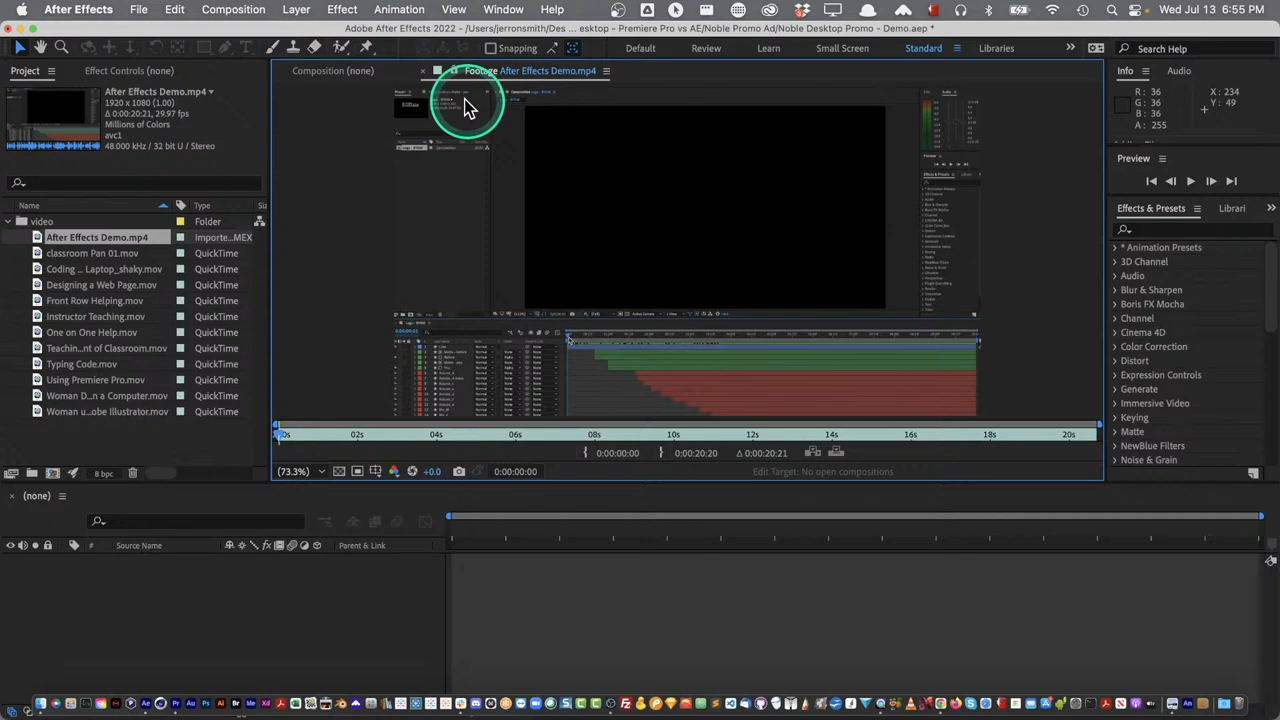 After Effects File Edit Composition Layer Effect Animation View Window Help Wed Jul 13 6:55 PM
Adobe After Effects 2022 - /Users/jerronsmith/Des ... esktop - Premiere Pro vs AE/Noble Promo Ad/Noble Desktop Promo - Demo.aep *
Snapping Default Review Learn Small Screen Standard Libraries Search Help
Project Effect Controls (none) Composition (none) Footage After Effects Demo.mp4 Info Audio
After Effects Demo.mp4
1920 x 1080 (1.00)
Δ 0:00:20:21, 29.97 fps
Millions of Colors
avc1
48.000 kHz / 32 bit U / Stereo
R : 36
G : 36
B : 36
A : 255
X : 234
Y : 49
Preview
Effects & Presets Librari
Name Type Si
video Folder
After Effects Demo.mp4 Importe...MEX
classroom Pan 01.mov QuickTime
Coding ... Laptop_shaky.mov QuickTime
Designing a Web Page.mov QuickTime
Front Row Helping.mov QuickTime
Instructor Teaching.mov QuickTime
One on One Help.mov QuickTime
Teachin...nt of Classroom.mov QuickTime
Typing Code.mov QuickTime
Using Premiere Pro.mov QuickTime
Woman D...n a Computer.mov QuickTime
Woman u...obe Illustrator.mov QuickTime
* Animation Presets
3D Channel
Audio
Blur & Sharpen
Boris FX Mocha
Channel
Cinema 4D
Color Correction
Distort
Expression Controls
Generate
Immersive Video
Keying
Matte
NewBlue Filters
Noise & Grain
0s 02s 04s 06s 08s 10s 12s 14s 16s 18s 20s
0:00:00:00 0:00:20:20 Δ 0:00:20:21
8 bpc (73.3%) +0.0 0:00:00:00 Edit Target: No open compositions
(none)
# Source Name fx Parent & Link